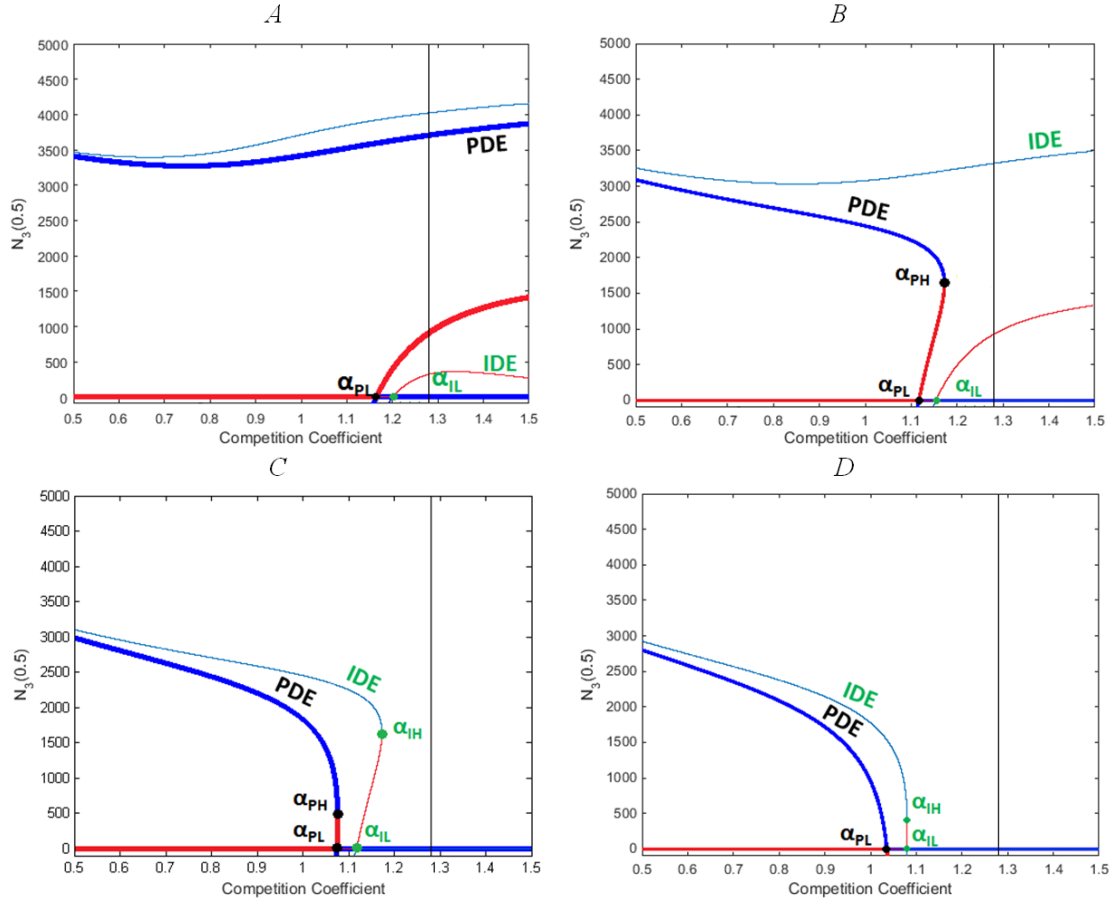 A
5000
4500
4000
3500
3000
2500
2000
1500
1000
500
0
N3(0.5)
PDE
IDE
αPL
αIL
0.5 0.6 0.7 0.8 0.9 1 1.1 1.2 1.3 1.4 1.5
Competition Coefficient
B
5000
4500
4000
3500
3000
2500
2000
1500
1000
500
0
N3(0.5)
IDE
PDE
αPH
αPL
αIL
0.5 0.6 0.7 0.8 0.9 1 1.1 1.2 1.3 1.4 1.5
Competition Coefficient
C
5000
4500
4000
3500
3000
2500
2000
1500
1000
500
0
N3(0.5)
IDE
PDE
αIH
αPH
αPL
αIL
0.5 0.6 0.7 0.8 0.9 1 1.1 1.2 1.3 1.4 1.5
Competition Coefficient
D
5000
4500
4000
3500
3000
2500
2000
1500
1000
500
0
N3(0.5)
IDE
PDE
αIH
αPL
αIL
0.5 0.6 0.7 0.8 0.9 1 1.1 1.2 1.3 1.4 1.5
Competition Coefficient